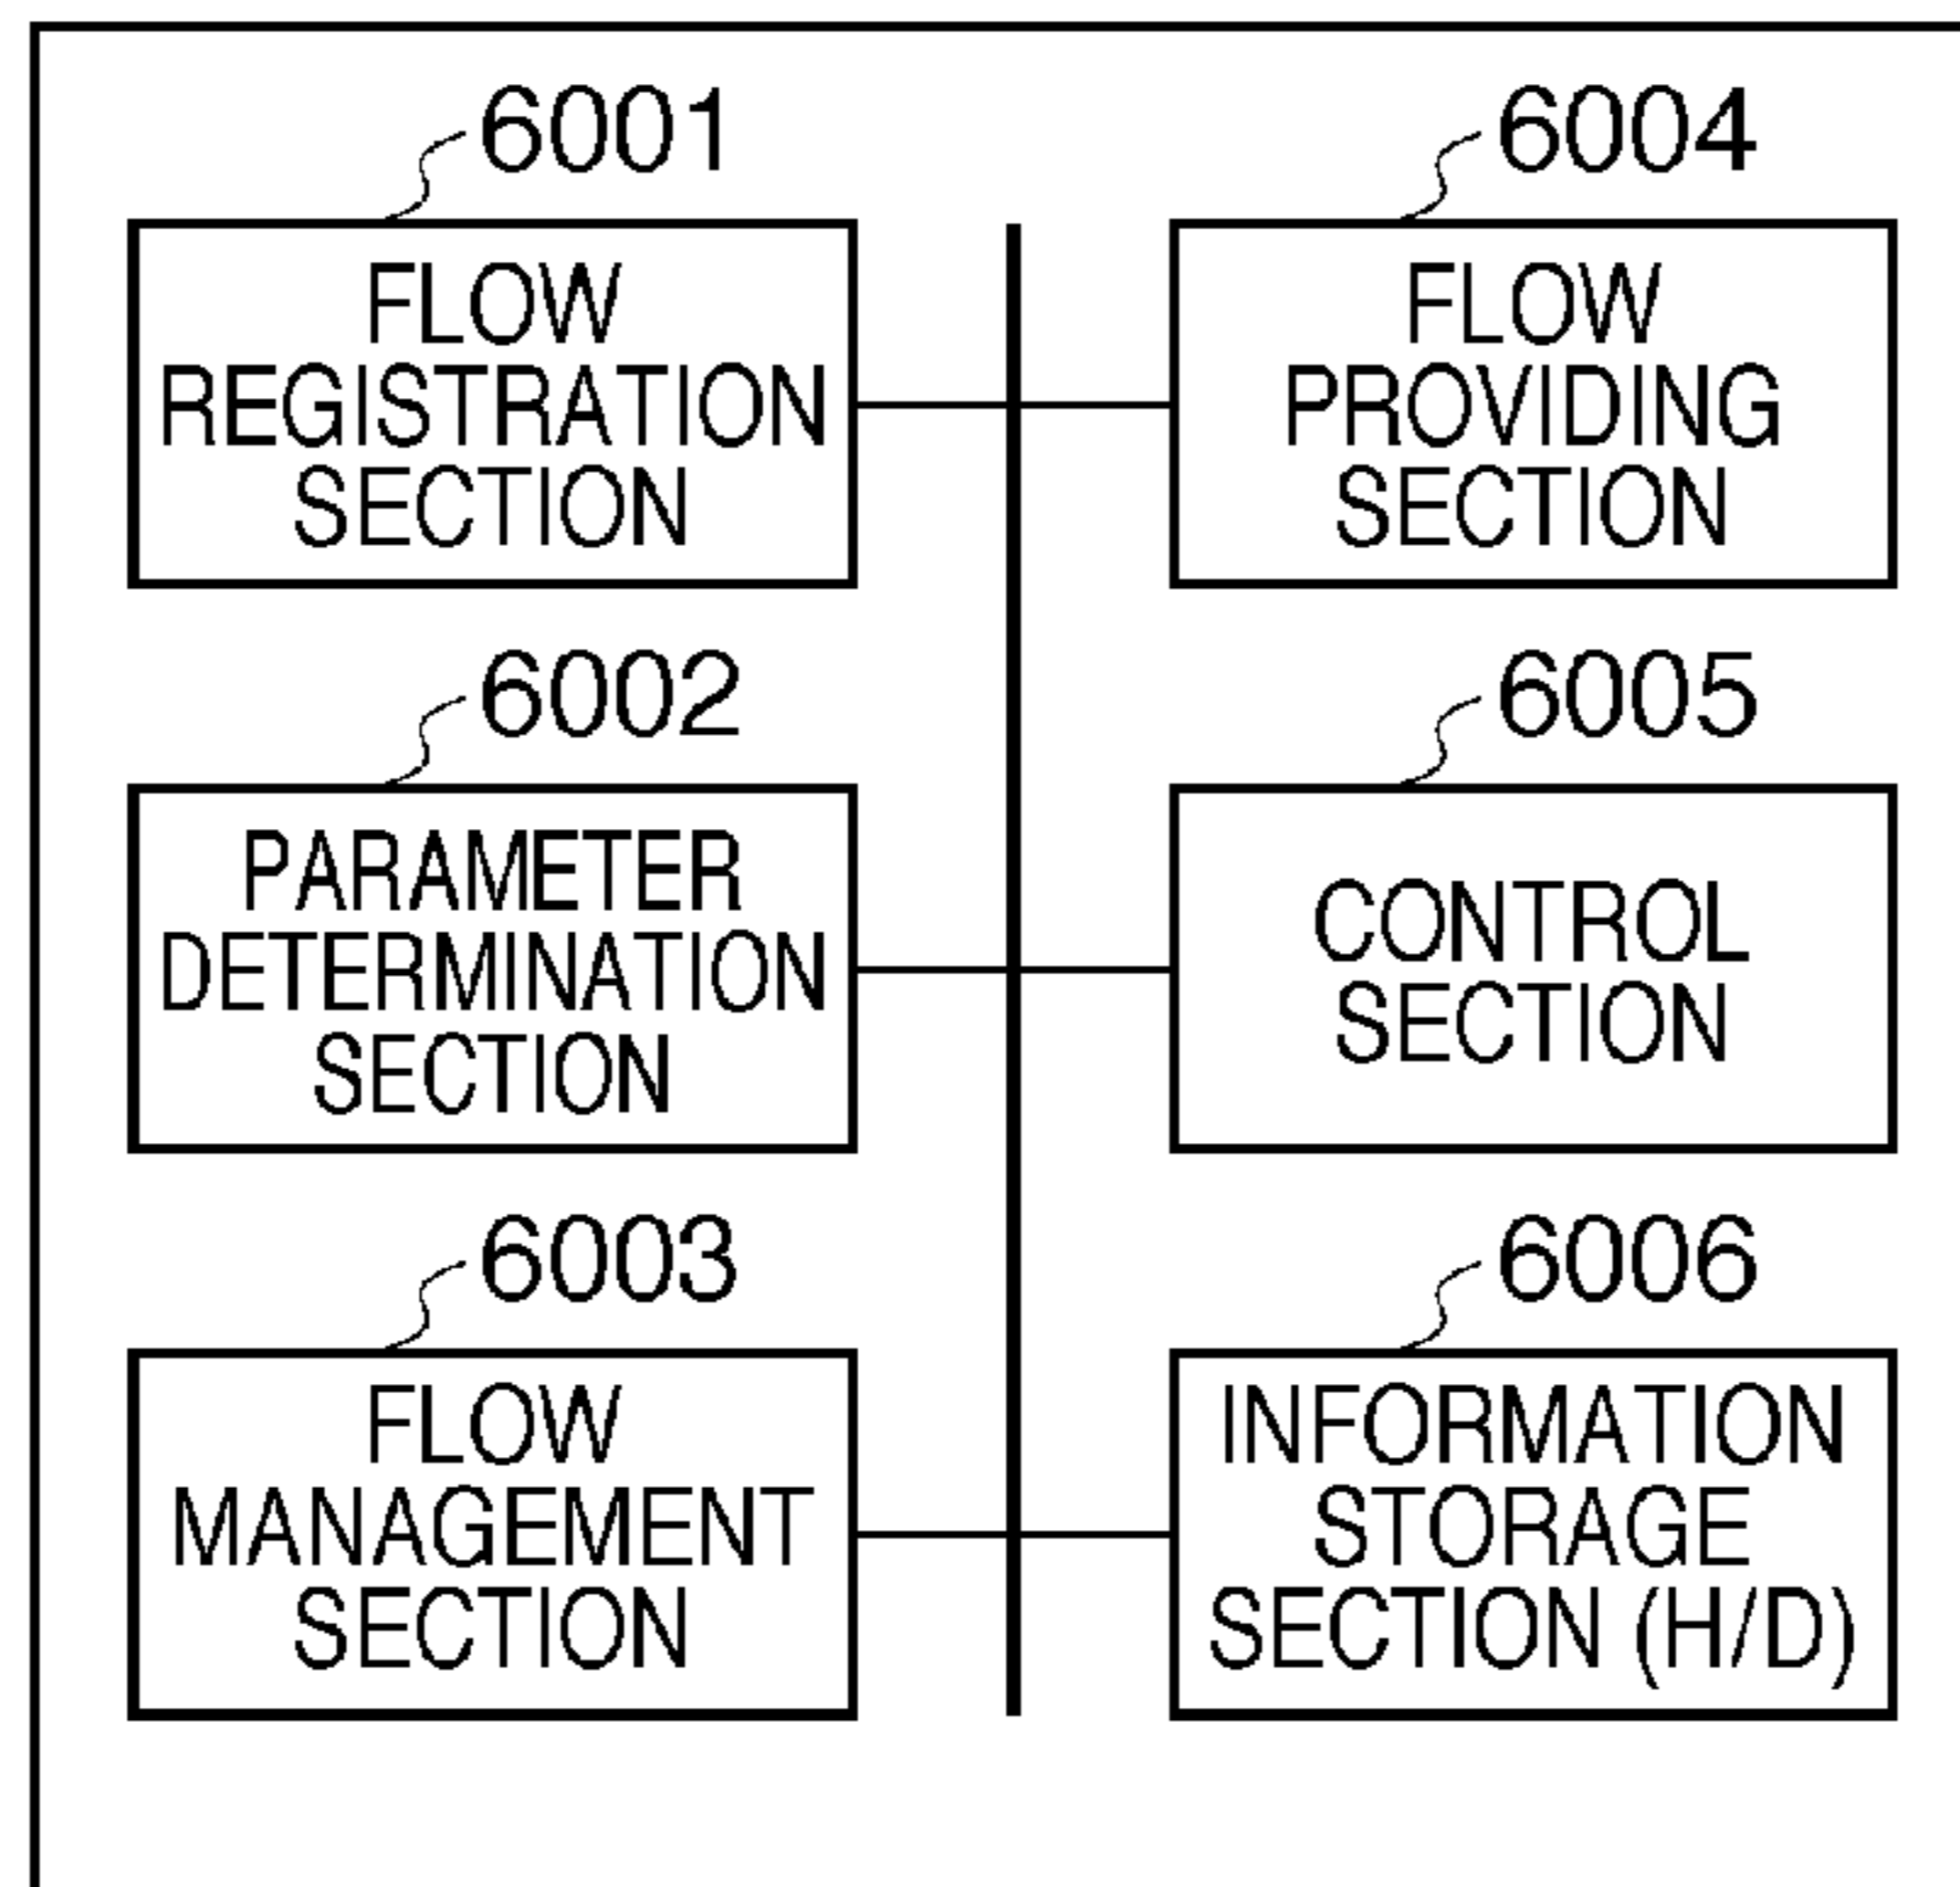 6001
FLOW
REGISTRATION
SECTION
6002
PARAMETER
DETERMINATION
SECTION
6003
FLOW
MANAGEMENT
SECTION
6004
FLOW
PROVIDING
SECTION
6005
CONTROL
SECTION
6006
INFORMATION
STORAGE
SECTION (H/D)